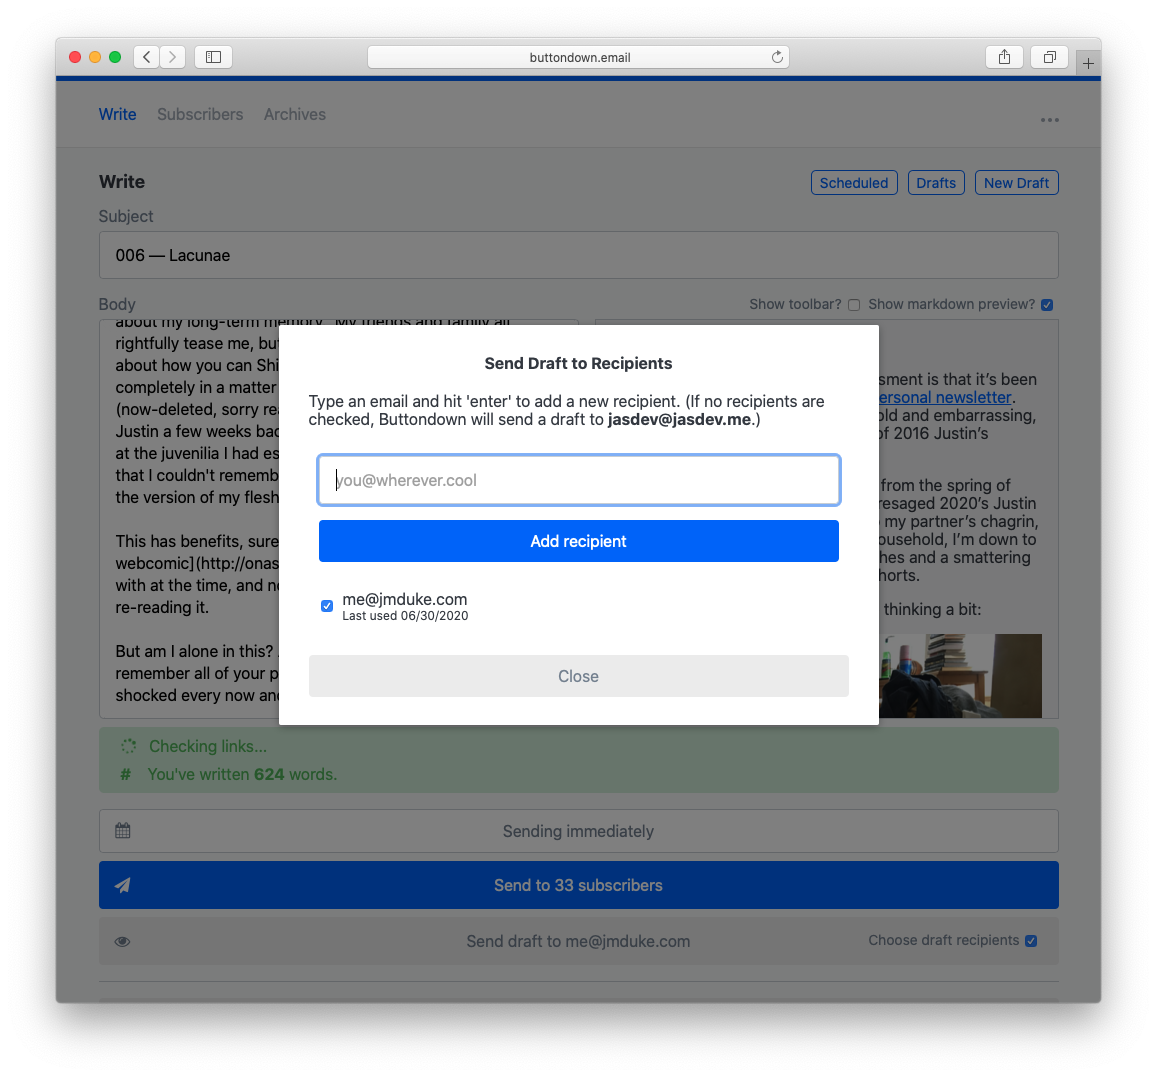 buttondown.email
Write Subscribers Archives
Write
Scheduled Drafts New Draft
Subject
006 — Lacunae
Body
Show toolbar? Show markdown preview?
about my long-term memory. My friends and family all
rightfully tease me, bu
about how you can Shi
completely in a matter
(now-deleted, sorry rea
Justin a few weeks bac
at the juvenilia I had es
that I couldn't rememb
the version of my flesh
This has benefits, sure
webcomic](http://onas
with at the time, and ne
re-reading it.
But am I alone in this?
remember all of your p
shocked every now and
Send Draft to Recipients
Type an email and hit 'enter' to add a new recipient. (If no recipients are
checked, Buttondown will send a draft to jasdev@jasdev.me.)
you@wherever.cool
Add recipient
me@jmduke.com
Last used 06/30/2020
Close
sment is that it’s been
ersonal newsletter.
old and embarrassing,
of 2016 Justin’s
from the spring of
resaged 2020’s Justin
my partner’s chagrin,
ousehold, I’m down to
hes and a smattering
horts.
thinking a bit:
Checking links...
# You've written 624 words.
Sending immediately
Send to 33 subscribers
Send draft to me@jmduke.com
Choose draft recipients